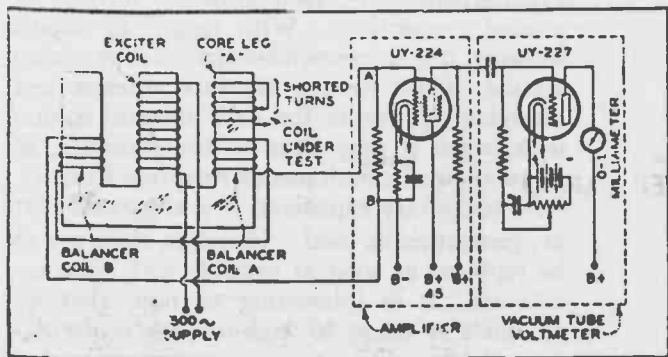 EXCITER COIL
CORE LEG "A"
UY-224
UY-227
SHORTED TURNS
COIL UNDER TEST
A
B
0-1 MILLIAMETER
BALANCER COIL B
BALANCER COIL A
300~ SUPPLY
B-
B+ 45
B+
B-
B+
AMPLIFIER
VACUUM TUBE VOLTMETER